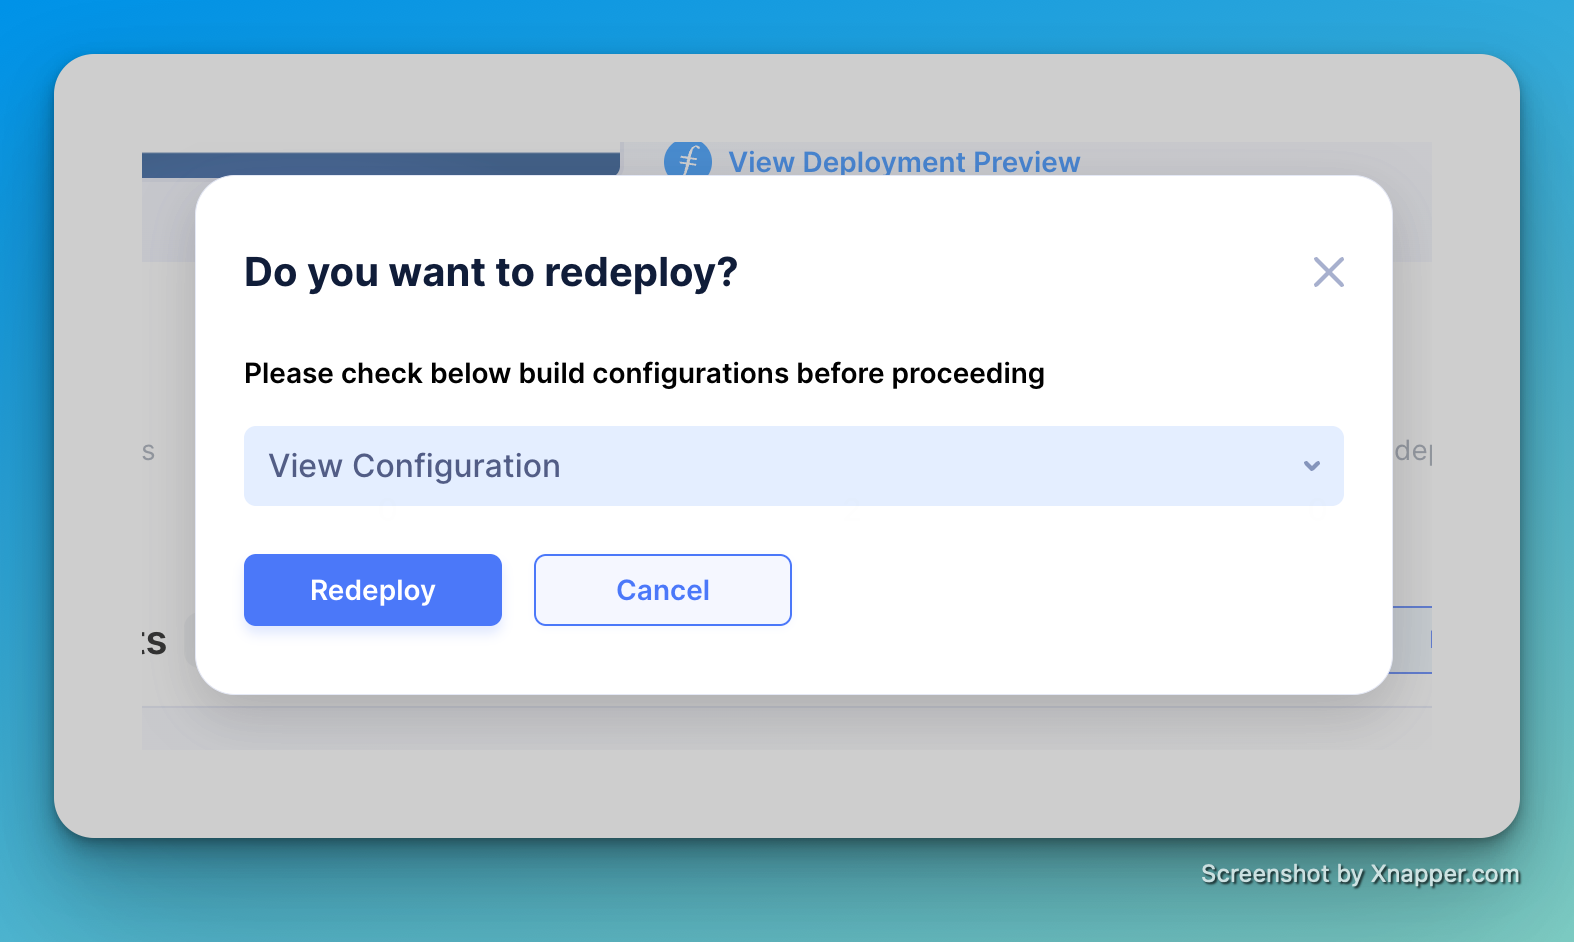 View Deployment Preview
Do you want to redeploy?
Please check below build configurations before proceeding
s
View Configuration
Redeploy
Cancel
Screenshot by Xnapper.com